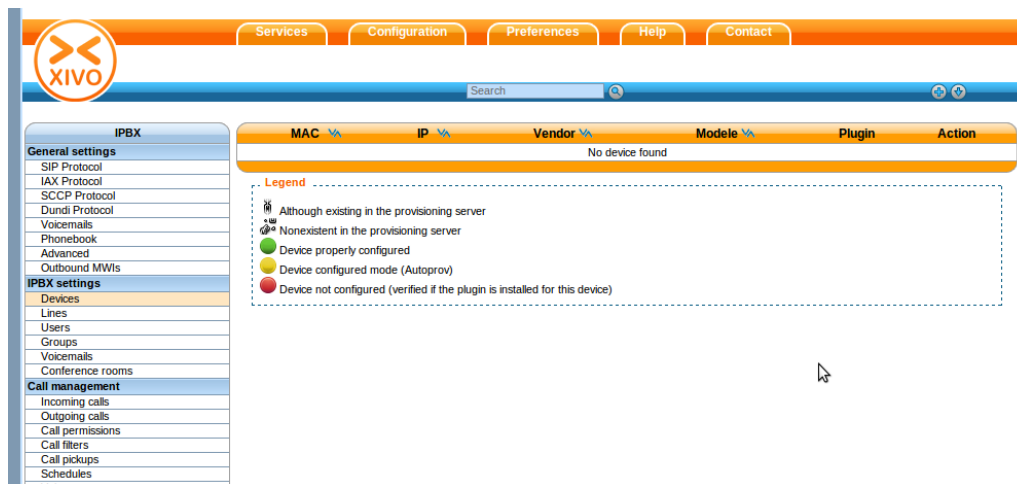 Services Configuration Preferences Help Contact
XIVO
Search
IPBX
General settings
SIP Protocol
IAX Protocol
SCCP Protocol
Dundi Protocol
Voicemails
Phonebook
Advanced
Outbound MWIs
IPBX settings
Devices
Lines
Users
Groups
Voicemails
Conference rooms
Call management
Incoming calls
Outgoing calls
Call permissions
Call filters
Call pickups
Schedules
MAC IP Vendor Modele Plugin Action
No device found
Legend
Although existing in the provisioning server
Nonexistent in the provisioning server
Device properly configured
Device configured mode (Autoprov)
Device not configured (verified if the plugin is installed for this device)